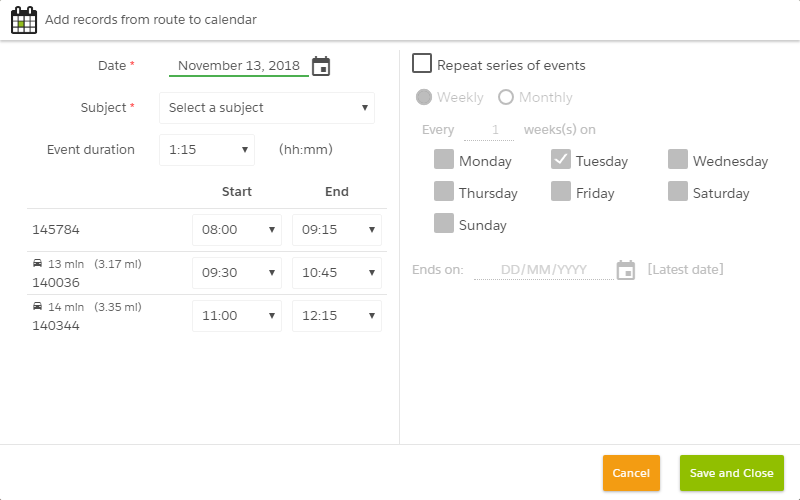 Add records from route to calendar
Date *
November 13, 2018
Subject *
Select a subject
Event duration
1:15
(hh:mm)
Start
End
145784
08:00
09:15
13 min (3.17 mi)
140036
09:30
10:45
14 min (3.35 mi)
140344
11:00
12:15
Repeat series of events
Weekly
Monthly
Every 1 weeks(s) on
Monday
Tuesday
Wednesday
Thursday
Friday
Saturday
Sunday
Ends on: DD/MM/YYYY [Latest date]
Cancel
Save and Close